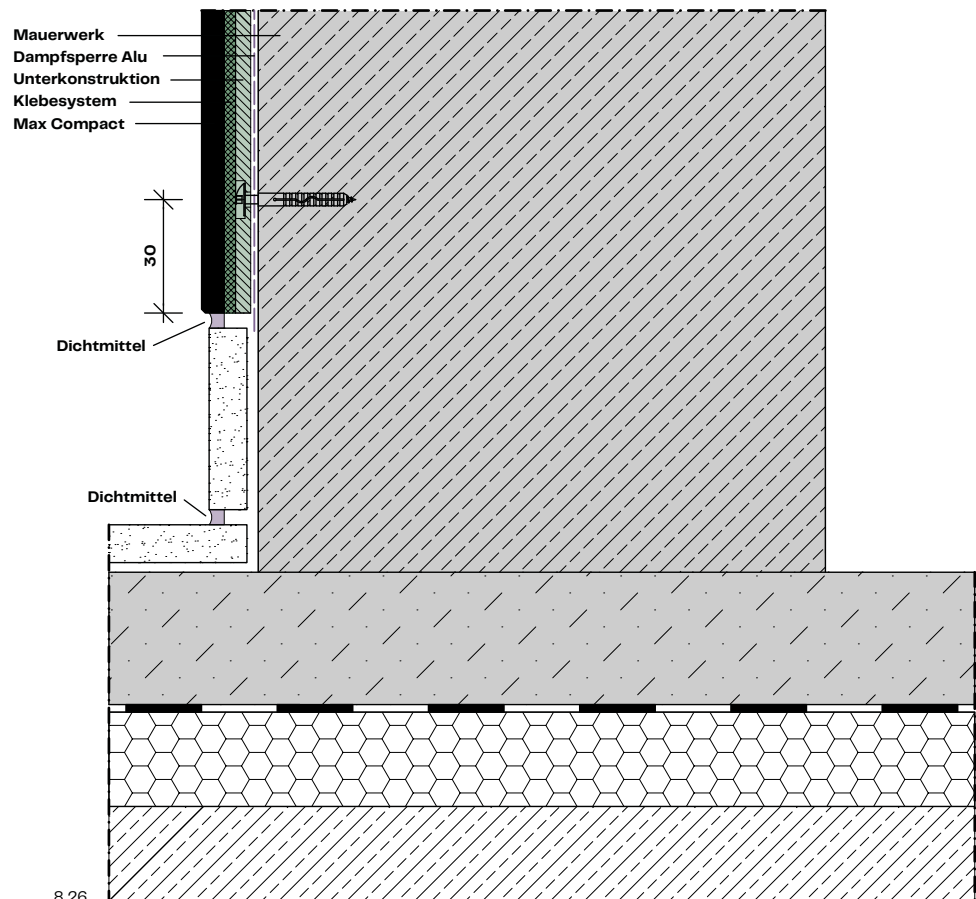 Mauerwerk
Dampfsperre Alu
Unterkonstruktion
Klebesystem
Max Compact
30
Dichtmittel
Dichtmittel
8.26